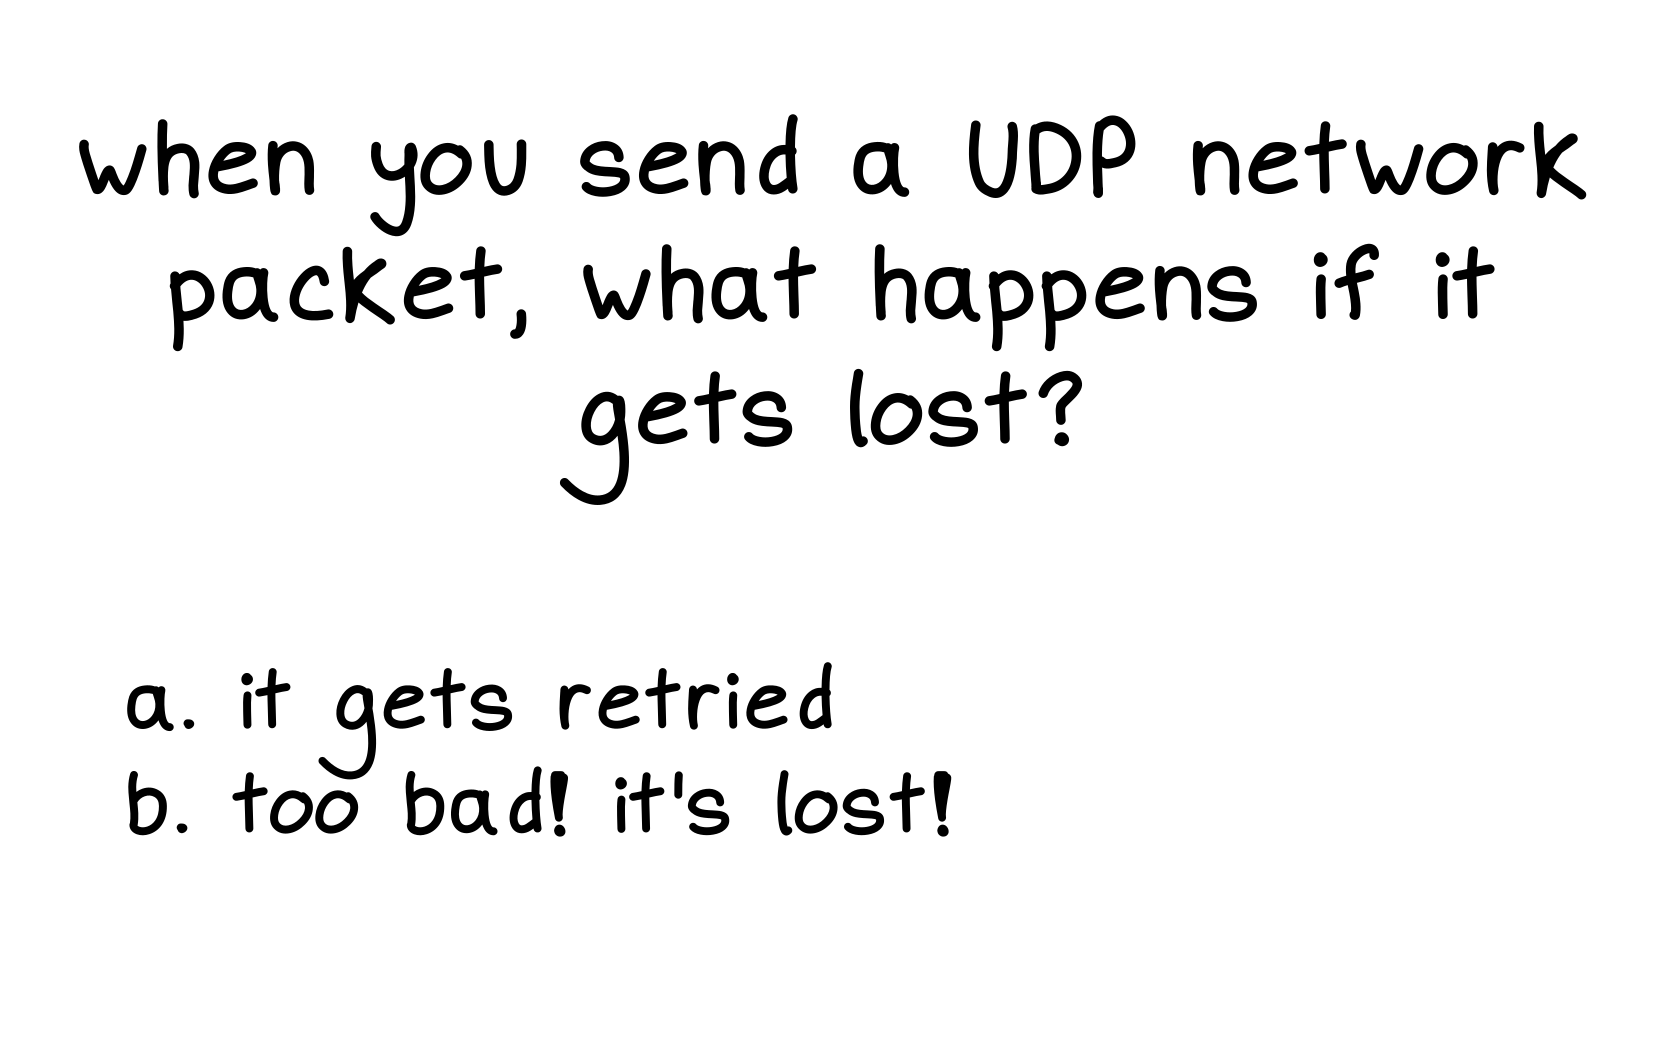 when you send a UDP network
packet, what happens if it
gets lost?
a. it gets retried
b. too bad! it's lost!